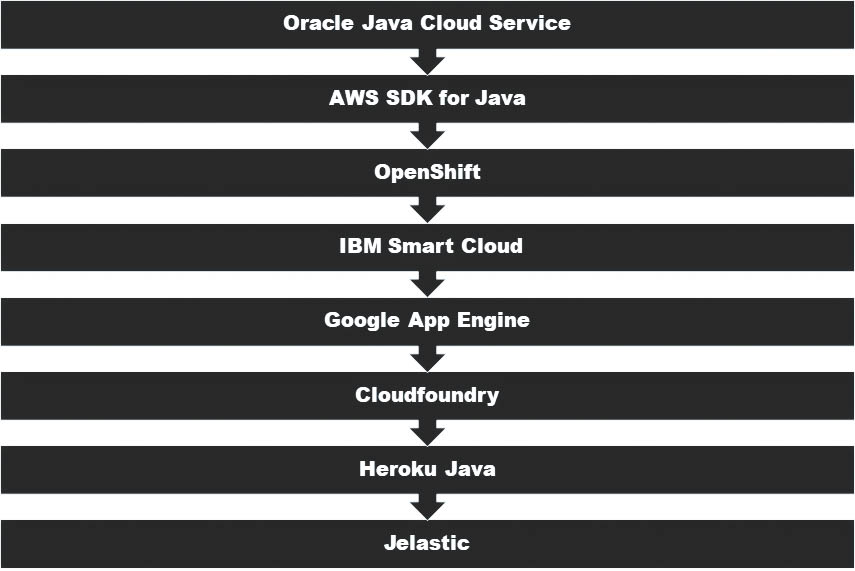 Oracle Java Cloud Service
AWS SDK for Java
OpenShift
IBM Smart Cloud
Google App Engine
Cloudfoundry
Heroku Java
Jelastic